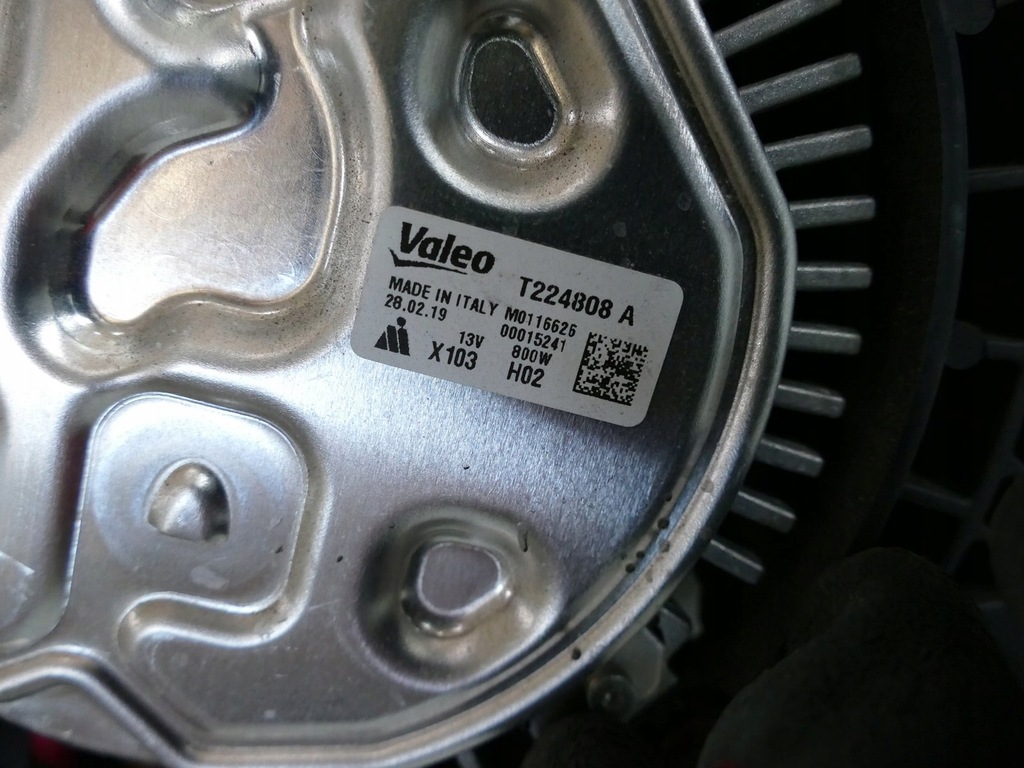 Valeo
T224808 A
MADE IN ITALY M0116626
28.02.19 00015241
13V 800W
X103 H02